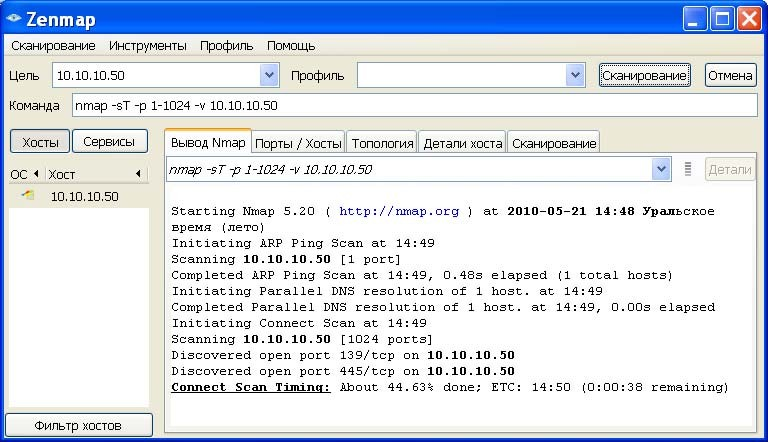 Zenmap
Сканирование Инструменты Профиль Помощь
Цель 10.10.10.50 Профиль Сканирование Отмена
Команда nmap -sT -p 1-1024 -v 10.10.10.50
Хосты Сервисы Вывод Nmap Порты / Хосты Топология Детали хоста Сканирование
nmap -sT -p 1-1024 -v 10.10.10.50 Детали
ОС Хост
10.10.10.50
Starting Nmap 5.20 ( http://nmap.org ) at 2010-05-21 14:48 Уральское
время (лето)
Initiating ARP Ping Scan at 14:49
Scanning 10.10.10.50 [1 port]
Completed ARP Ping Scan at 14:49, 0.48s elapsed (1 total hosts)
Initiating Parallel DNS resolution of 1 host. at 14:49
Completed Parallel DNS resolution of 1 host. at 14:49, 0.00s elapsed
Initiating Connect Scan at 14:49
Scanning 10.10.10.50 [1024 ports]
Discovered open port 139/tcp on 10.10.10.50
Discovered open port 445/tcp on 10.10.10.50
Connect Scan Timing: About 44.63% done; ETC: 14:50 (0:00:38 remaining)
Фильтр хостов